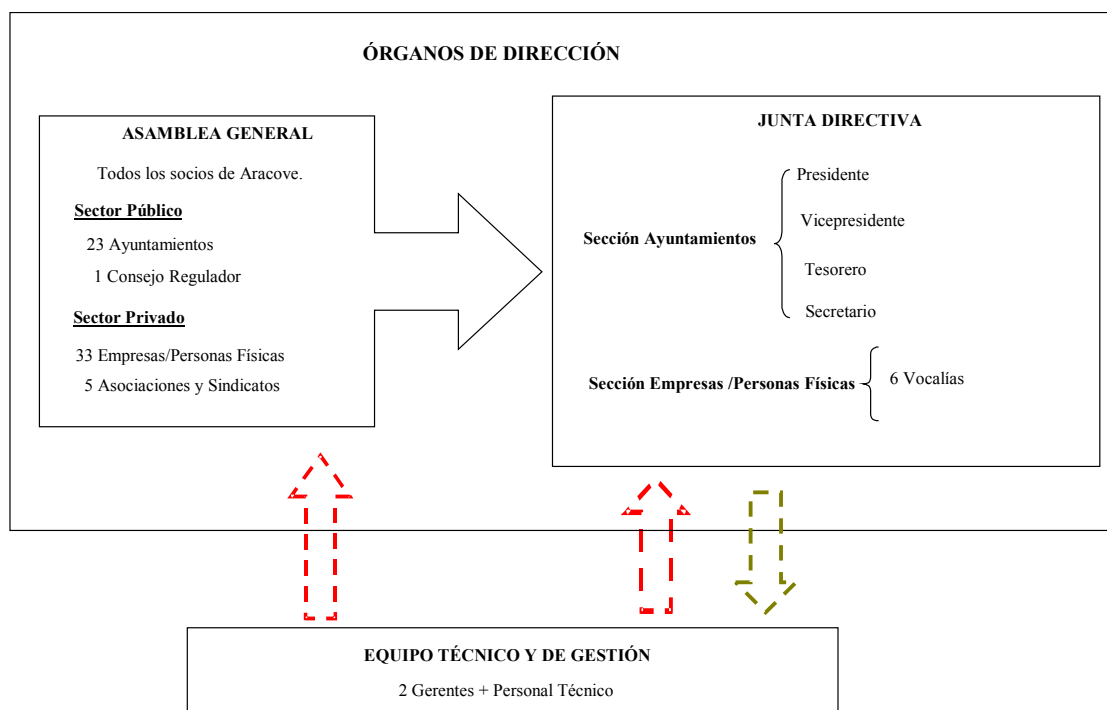 ÓRGANOS DE DIRECCIÓN
ASAMBLEA GENERAL
Todos los socios de Aracove.
Sector Público
23 Ayuntamientos
1 Consejo Regulador
Sector Privado
33 Empresas/Personas Físicas
5 Asociaciones y Sindicatos
JUNTA DIRECTIVA
Sección Ayuntamientos
Presidente
Vicepresidente
Tesorero
Secretario
Sección Empresas /Personas Físicas
6 Vocalías
EQUIPO TÉCNICO Y DE GESTIÓN
2 Gerentes + Personal Técnico